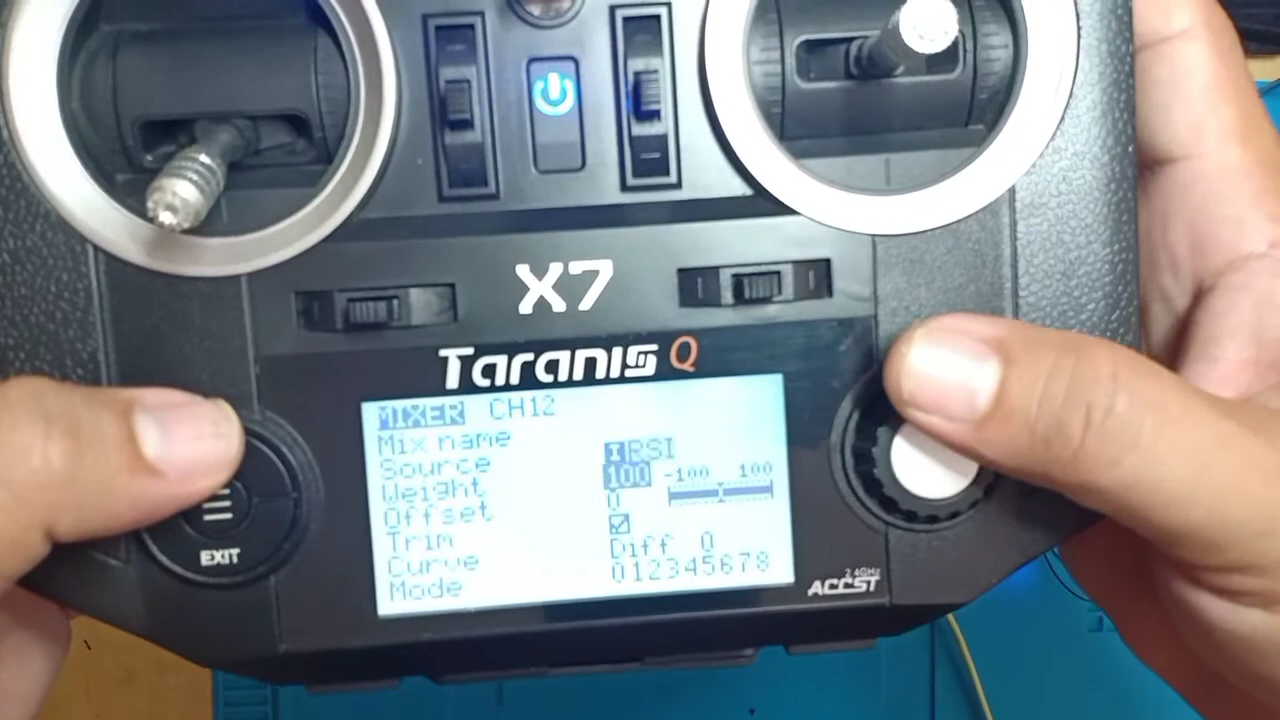 X7
Taranis Q
MIXER CH12
Mix name
Source IRSI
Weight 100 -100 100
Offset 0
Trim
Curve Diff 0
Mode 012345678
EXIT
2.4GHz
ACCST